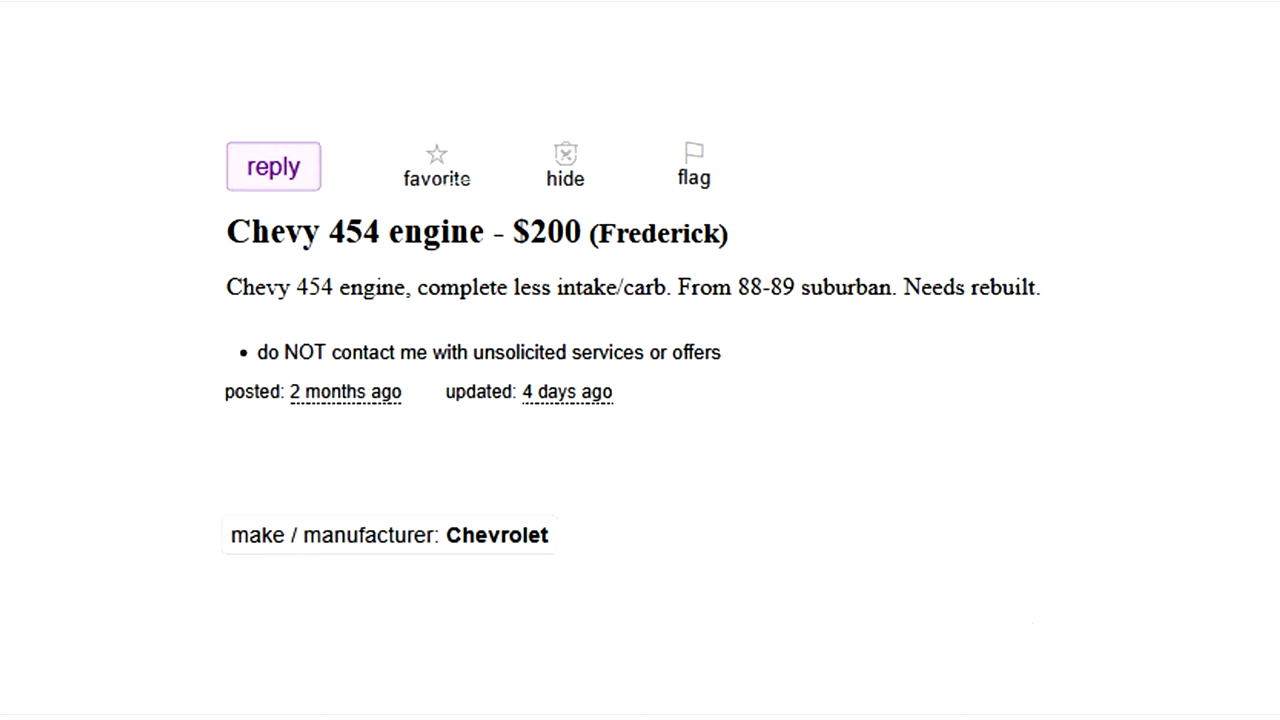 reply
favorite
hide
flag
Chevy 454 engine - $200 (Frederick)
Chevy 454 engine, complete less intake/carb. From 88-89 suburban. Needs rebuilt.
• do NOT contact me with unsolicited services or offers
posted: 2 months ago updated: 4 days ago
make / manufacturer: Chevrolet